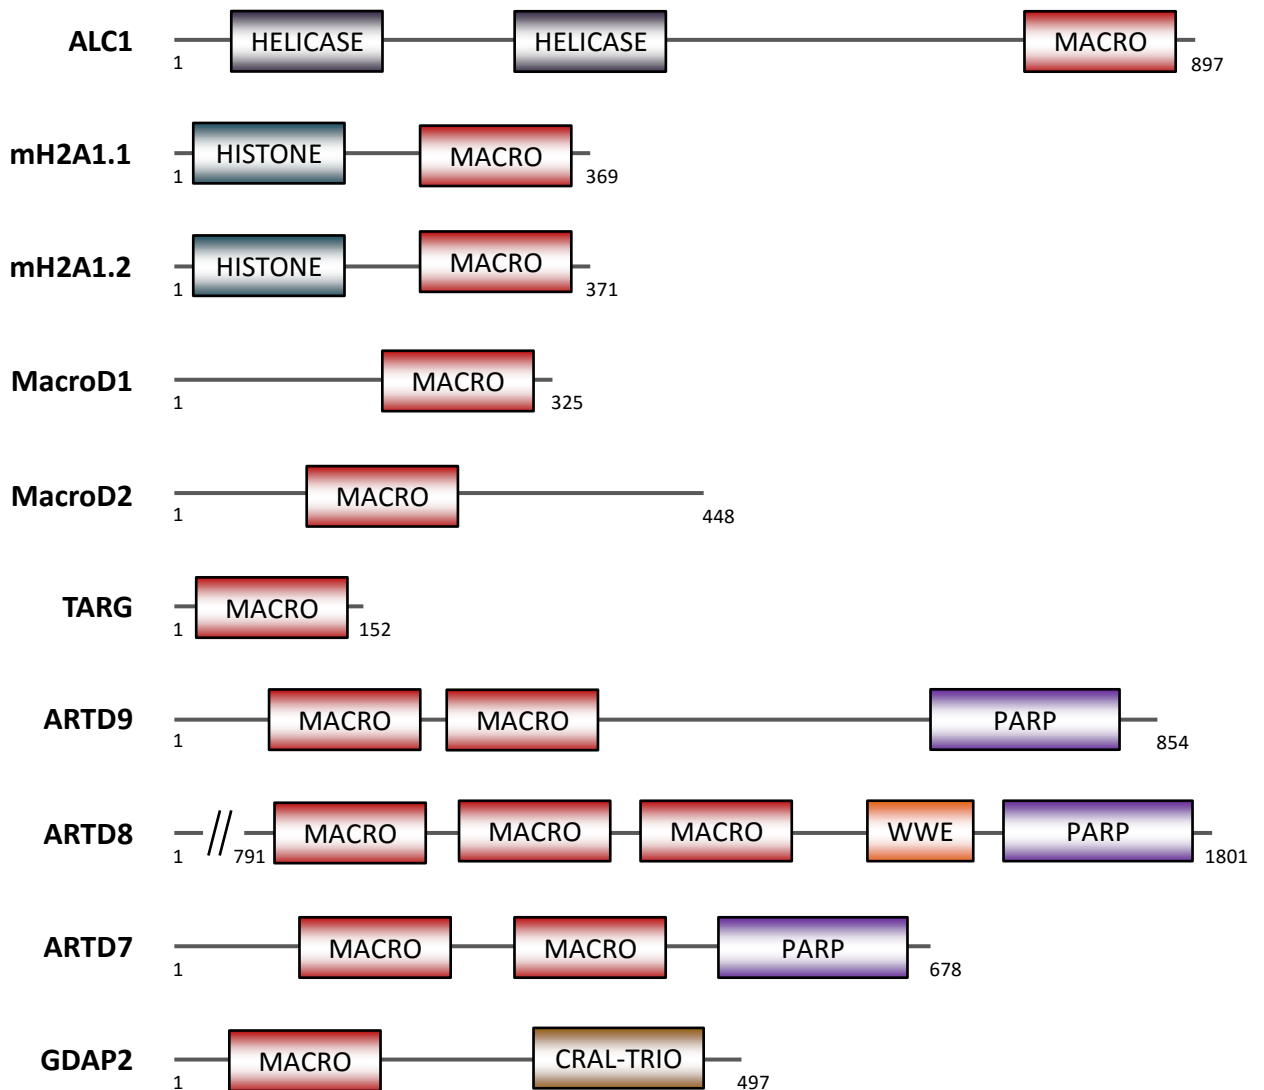 ALC1 HELICASE HELICASE MACRO
1 897
mH2A1.1 HISTONE MACRO
1 369
mH2A1.2 HISTONE MACRO
1 371
MacroD1 MACRO
1 325
MacroD2 MACRO
1 448
TARG MACRO
1 152
ARTD9 MACRO MACRO PARP
1 854
ARTD8 // MACRO MACRO MACRO WWE PARP
1 791 1801
ARTD7 MACRO MACRO PARP
1 678
GDAP2 MACRO CRAL-TRIO
1 497